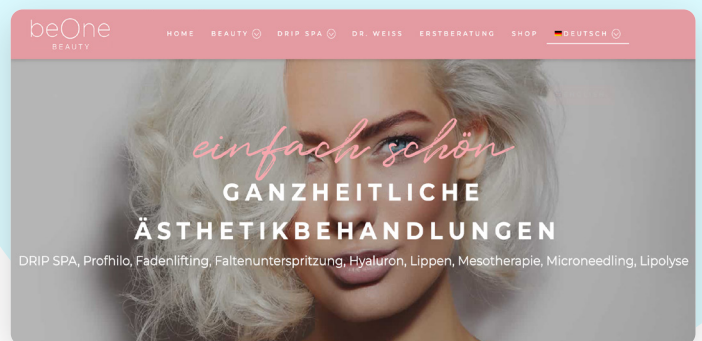 beOne
BEAUTY
HOME BEAUTY DRIP SPA DR. WEISS ERSTBERATUNG SHOP DEUTSCH
einfach schön
GANZHEITLICHE
ÄSTHETIKBEHANDLUNGEN
DRIP SPA, Profhilo, Fadenlifting, Faltenunterspritzung, Hyaluron, Lippen, Mesotherapie, Microneedling, Lipolyse